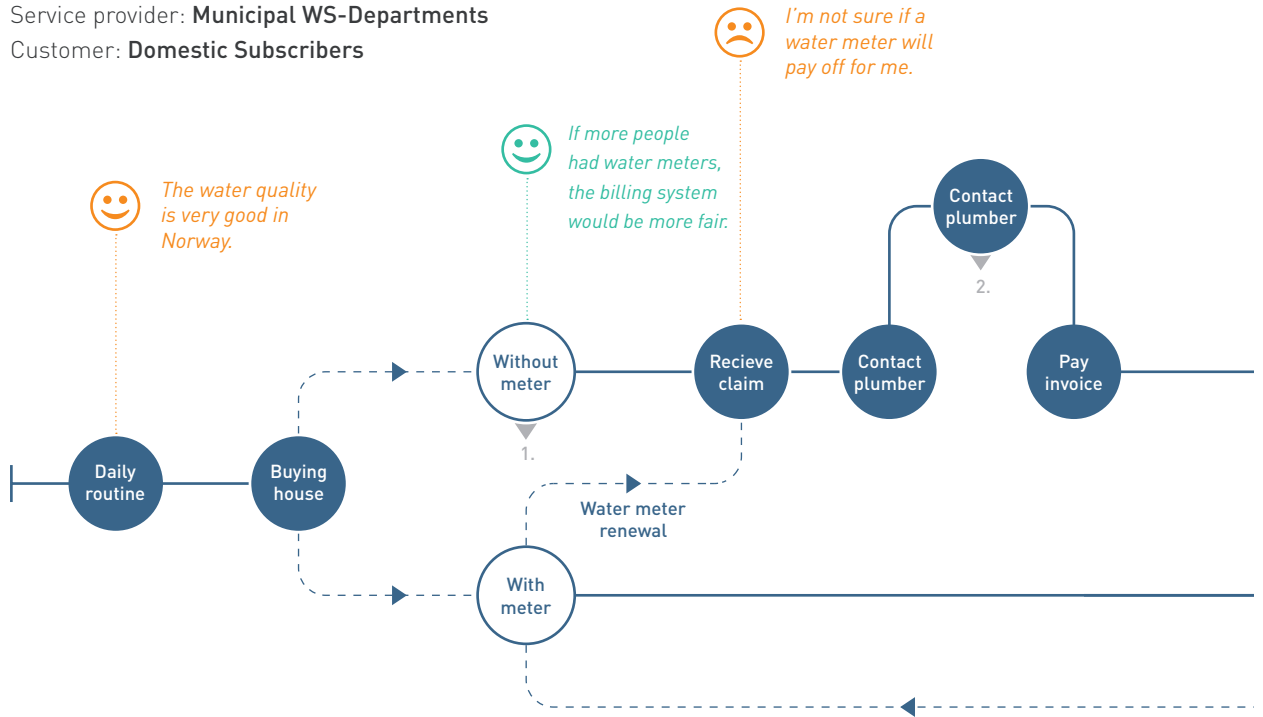 Service provider: Municipal WS-Departments
Customer: Domestic Subscribers
I'm not sure if a
water meter will
pay off for me.
If more people
had water meters,
the billing system
would be more fair.
The water quality
is very good in
Norway.
Contact
plumber
2.
Without
meter
1.
Recieve
claim
Contact
plumber
Pay
invoice
Daily
routine
Buying
house
Water meter
renewal
With
meter